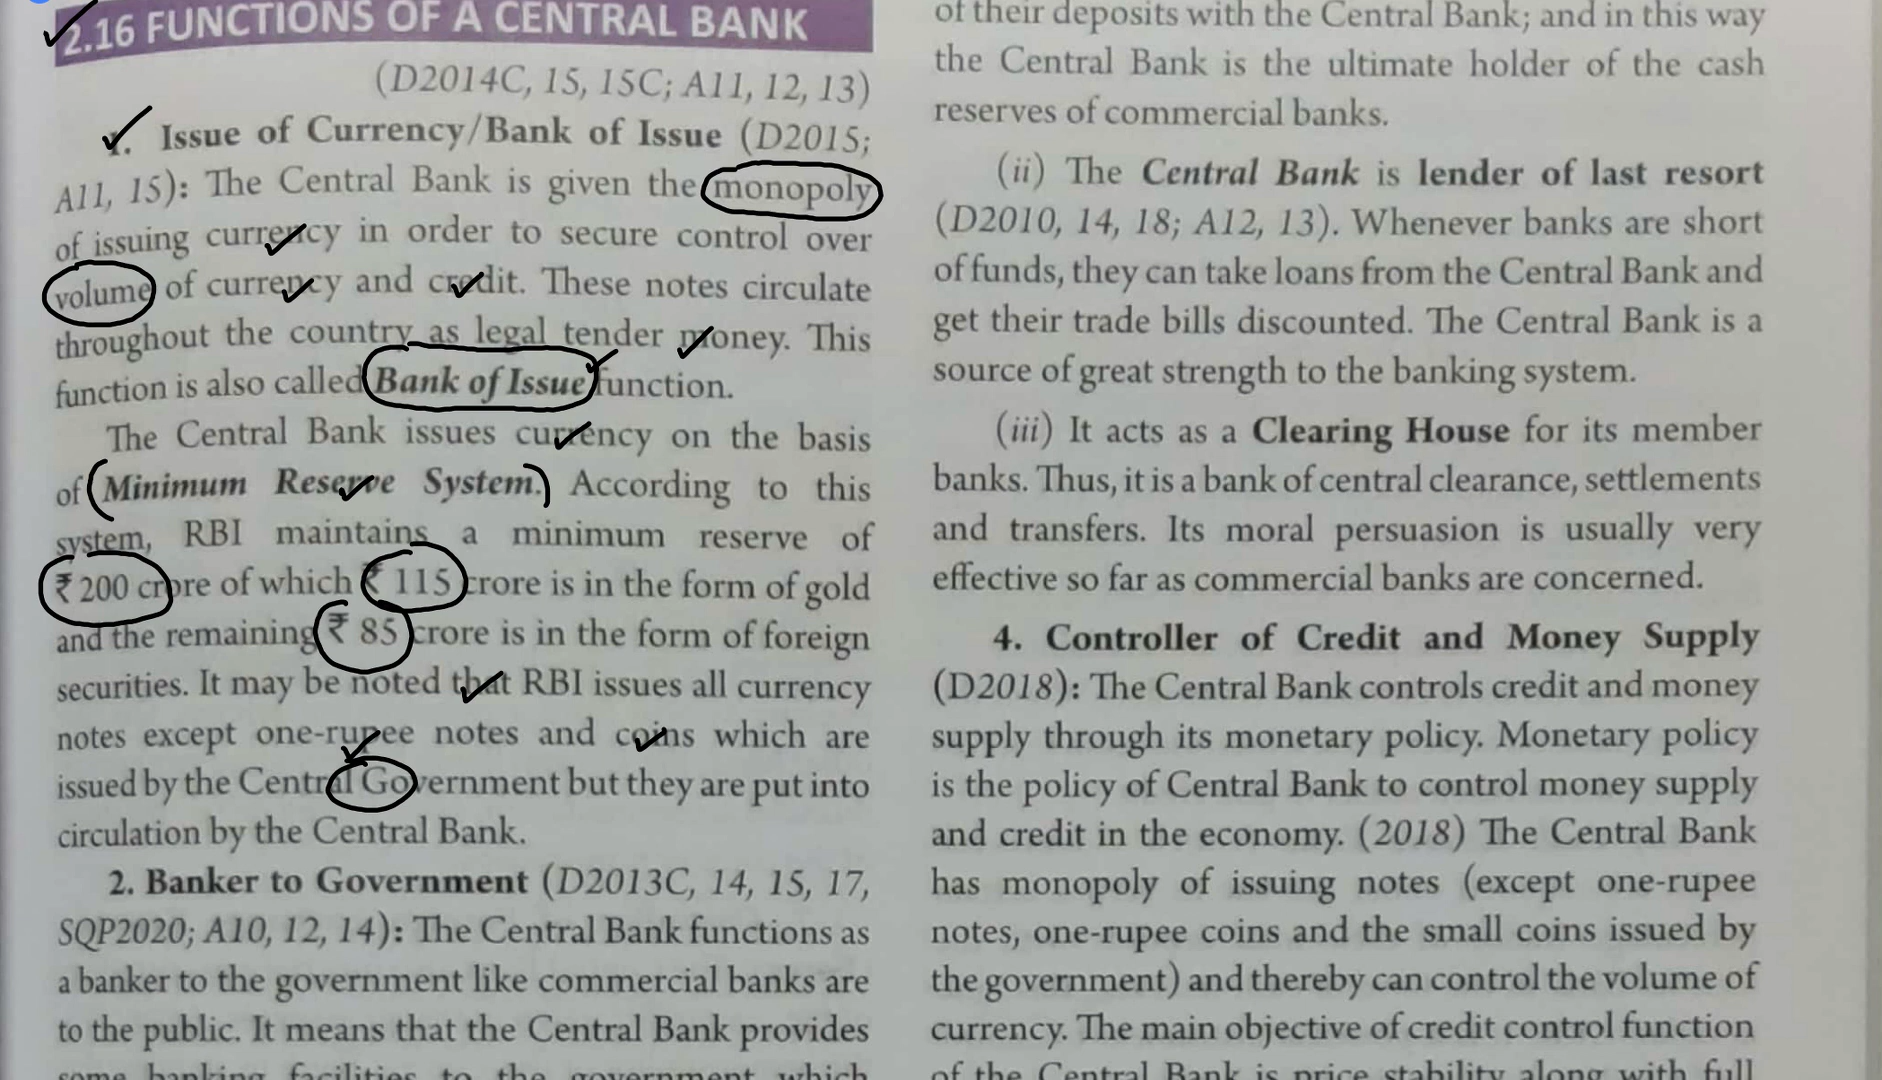 2.16 FUNCTIONS OF A CENTRAL BANK
(D2014C, 15, 15C; A11, 12, 13)
1. Issue of Currency/Bank of Issue (D2015;
A11, 15): The Central Bank is given the monopoly
of issuing currency in order to secure control over
volume of currency and credit. These notes circulate
throughout the country as legal tender money. This
function is also called Bank of Issue function.
The Central Bank issues currency on the basis
of Minimum Reserve System. According to this
system, RBI maintains a minimum reserve of
₹ 200 crore of which ₹ 115 crore is in the form of gold
and the remaining ₹ 85 crore is in the form of foreign
securities. It may be noted that RBI issues all currency
notes except one-rupee notes and coins which are
issued by the Central Government but they are put into
circulation by the Central Bank.
2. Banker to Government (D2013C, 14, 15, 17,
SQP2020; A10, 12, 14): The Central Bank functions as
a banker to the government like commercial banks are
to the public. It means that the Central Bank provides
some banking facilities to the government which
of their deposits with the Central Bank; and in this way
the Central Bank is the ultimate holder of the cash
reserves of commercial banks.
(ii) The Central Bank is lender of last resort
(D2010, 14, 18; A12, 13). Whenever banks are short
of funds, they can take loans from the Central Bank and
get their trade bills discounted. The Central Bank is a
source of great strength to the banking system.
(iii) It acts as a Clearing House for its member
banks. Thus, it is a bank of central clearance, settlements
and transfers. Its moral persuasion is usually very
effective so far as commercial banks are concerned.
4. Controller of Credit and Money Supply
(D2018): The Central Bank controls credit and money
supply through its monetary policy. Monetary policy
is the policy of Central Bank to control money supply
and credit in the economy. (2018) The Central Bank
has monopoly of issuing notes (except one-rupee
notes, one-rupee coins and the small coins issued by
the government) and thereby can control the volume of
currency. The main objective of credit control function
of the Central Bank is price stability along with full